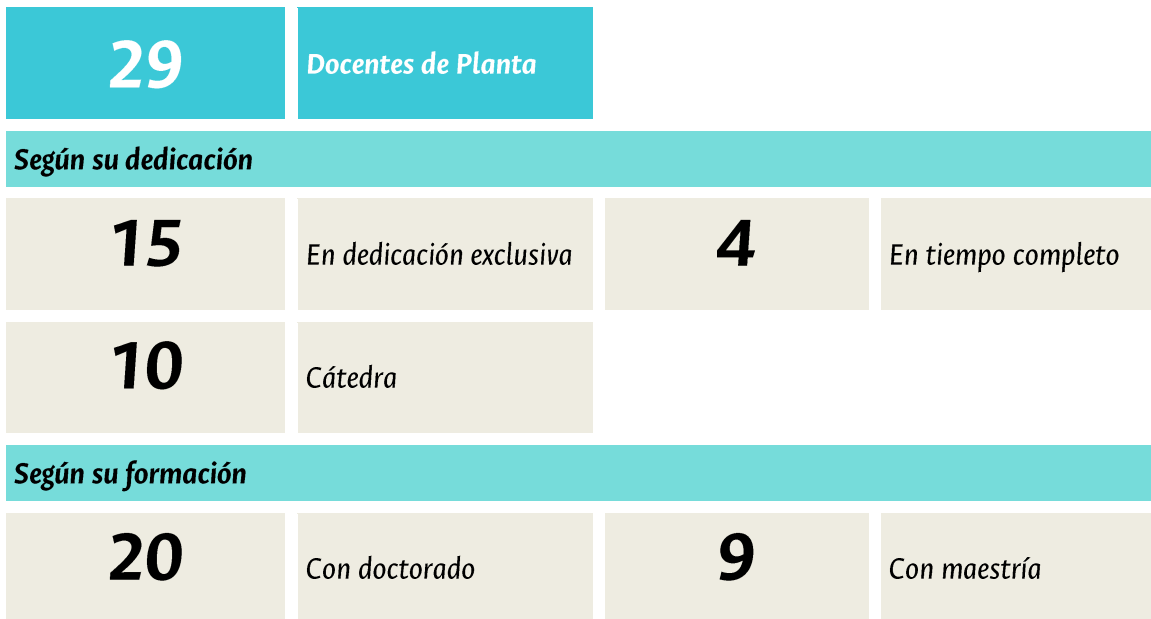 29 Docentes de Planta
Según su dedicación
15 En dedicación exclusiva 4 En tiempo completo
10 Cátedra
Según su formación
20 Con doctorado 9 Con maestría